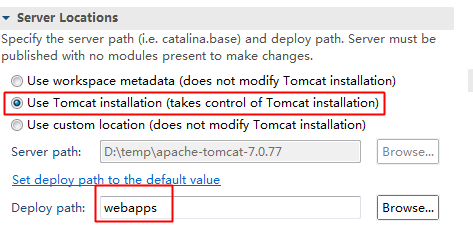 Server Locations
Specify the server path (i.e. catalina.base) and deploy path. Server must be
published with no modules present to make changes.
Use workspace metadata (does not modify Tomcat installation)
Use Tomcat installation (takes control of Tomcat installation)
Use custom location (does not modify Tomcat installation)
Server path: D:\temp\apache-tomcat-7.0.77 Browse...
Set deploy path to the default value
Deploy path: webapps Browse...